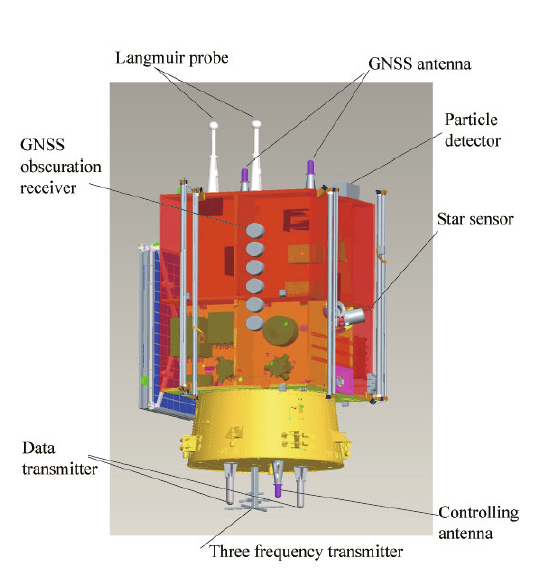 Langmuir probe
GNSS antenna
Particle
detector
GNSS
obscuration
receiver
Star sensor
Data
transmitter
Controlling
antenna
Three frequency transmitter